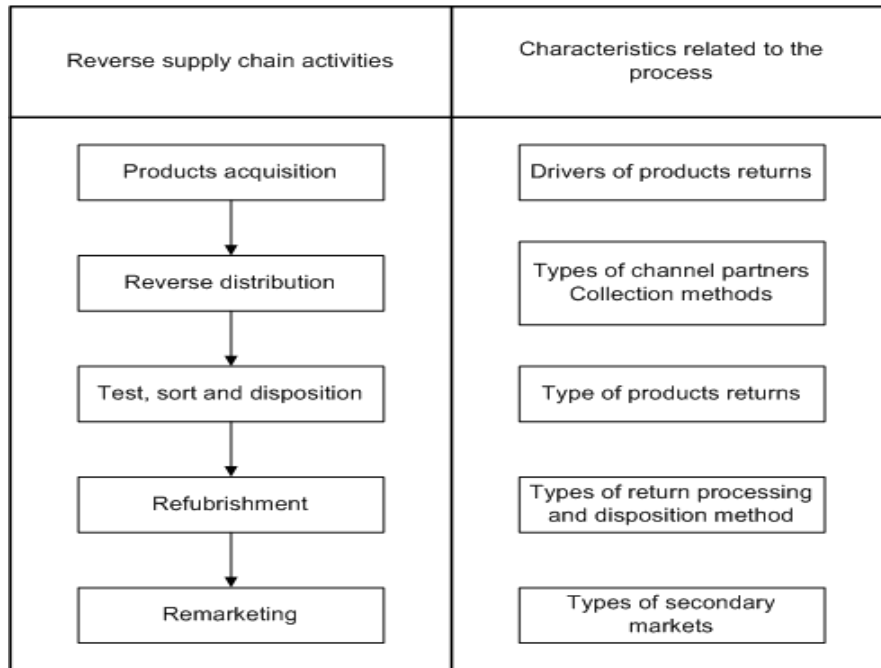 Reverse supply chain activities
Characteristics related to the
process
Products acquisition
Drivers of products returns
Reverse distribution
Types of channel partners
Collection methods
Test, sort and disposition
Type of products returns
Refubrishment
Types of return processing
and disposition method
Remarketing
Types of secondary
markets